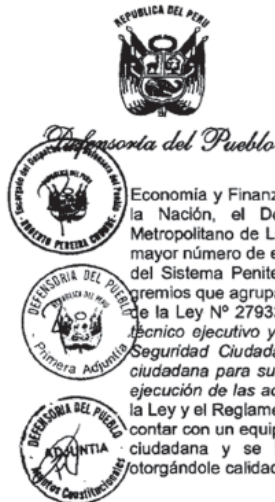 REPUBLICA DEL PERU
Defensoría del Pueblo
Economía y Finanz
la Nación, el De
Metropolitano de L
mayor número de e
del Sistema Penite
gremios que agrupa
de la Ley Nº 2793
técnico ejecutivo y
Seguridad Ciudada
ciudadana para su
ejecución de las ac
la Ley y el Reglame
contar con un equip
ciudadana y se
otorgándole calidad
DEFENSORIA DEL PUEBLO
Primera Adjuntía
DEFENSORIA DEL PUEBLO
ADJUNTIA
Asuntos Constitucionales